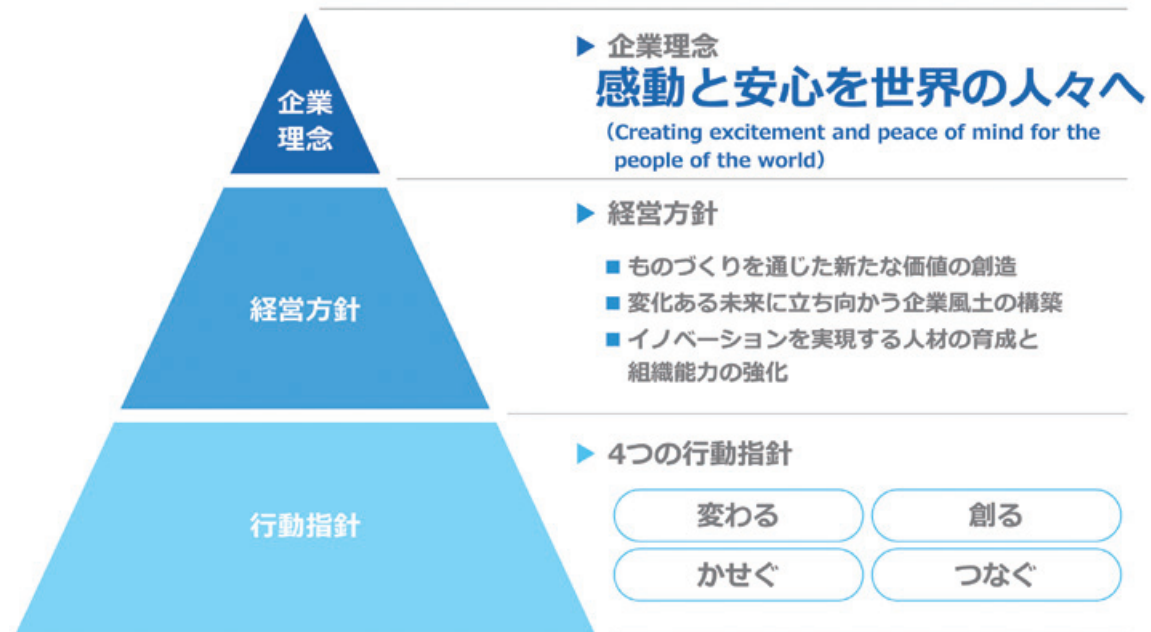 企業
理念
▶ 企業理念
感動と安心を世界の人々へ
(Creating excitement and peace of mind for the
people of the world)
経営方針
▶ 経営方針
■ ものづくりを通じた新たな価値の創造
■ 変化ある未来に立ち向かう企業風土の構築
■ イノベーションを実現する人材の育成と
組織能力の強化
行動指針
▶ 4つの行動指針
変わる 創る
かせぐ つなぐ